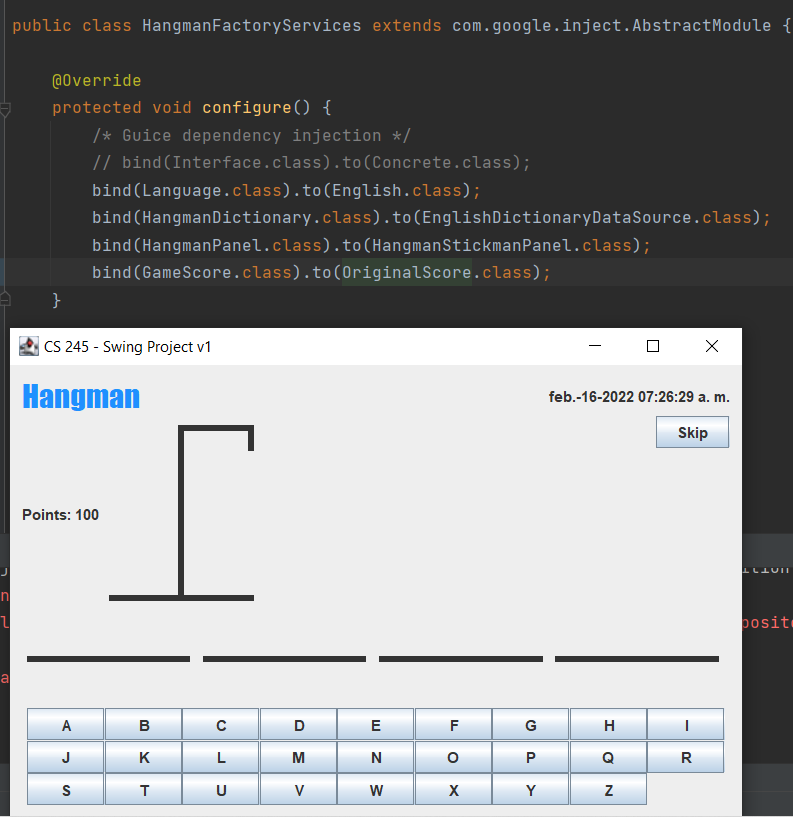 public class HangmanFactoryServices extends com.google.inject.AbstractModule {
@Override
protected void configure() {
/* Guice dependency injection */
// bind(Interface.class).to(Concrete.class);
bind(Language.class).to(English.class);
bind(HangmanDictionary.class).to(EnglishDictionaryDataSource.class);
bind(HangmanPanel.class).to(HangmanStickmanPanel.class);
bind(GameScore.class).to(OriginalScore.class);
}
CS 245 - Swing Project v1
Hangman
feb.-16-2022 07:26:29 a. m.
Skip
Points: 100
A B C D E F G H I
J K L M N O P Q R
S T U V W X Y Z